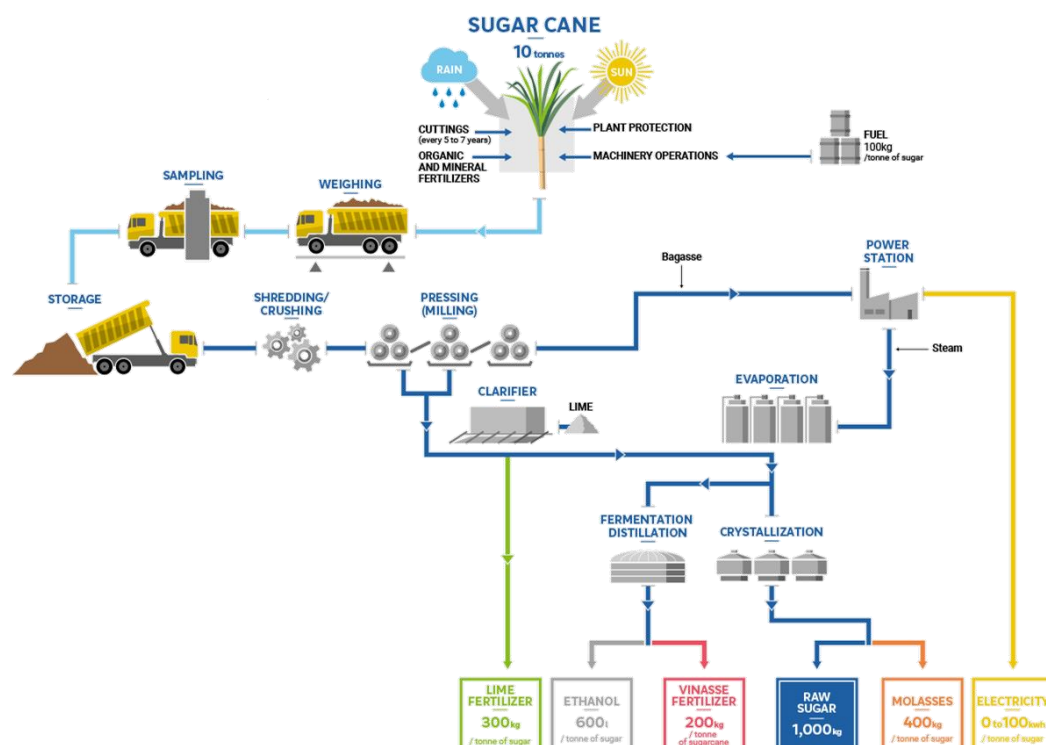 SUGAR CANE
10 tonnes
RAIN
SUN
CUTTINGS
(every 5 to 7 years)
PLANT PROTECTION
ORGANIC
AND MINERAL
FERTILIZERS
MACHINERY OPERATIONS
FUEL
100kg
/tonne of sugar
SAMPLING
WEIGHING
STORAGE
SHREDDING/
CRUSHING
PRESSING
(MILLING)
Bagasse
POWER
STATION
Steam
EVAPORATION
CLARIFIER
LIME
FERMENTATION
DISTILLATION
CRYSTALLIZATION
LIME
FERTILIZER
300kg
/ tonne of sugar
ETHANOL
600t
/ tonne of sugar
VINASSE
FERTILIZER
200kg
/ tonne
of sugarcane
RAW
SUGAR
1,000kg
MOLASSES
400kg
/ tonne of sugar
ELECTRICITY
0 to 100kwh
/ tonne of sugar